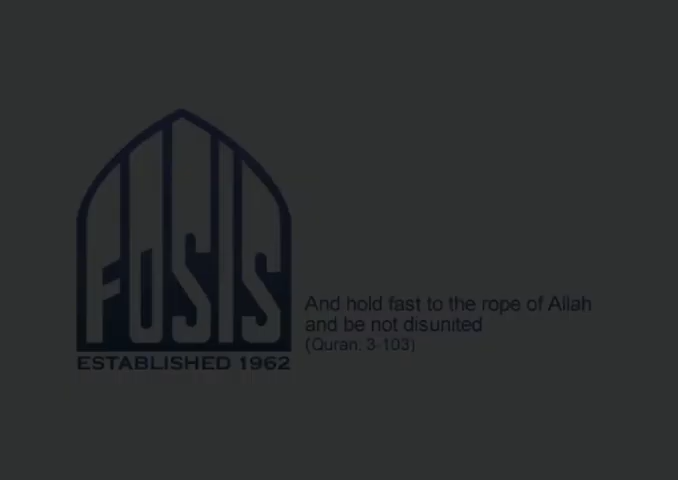 FOSIS
ESTABLISHED 1962
And hold fast to the rope of Allah
and be not disunited
(Quran: 3-103)